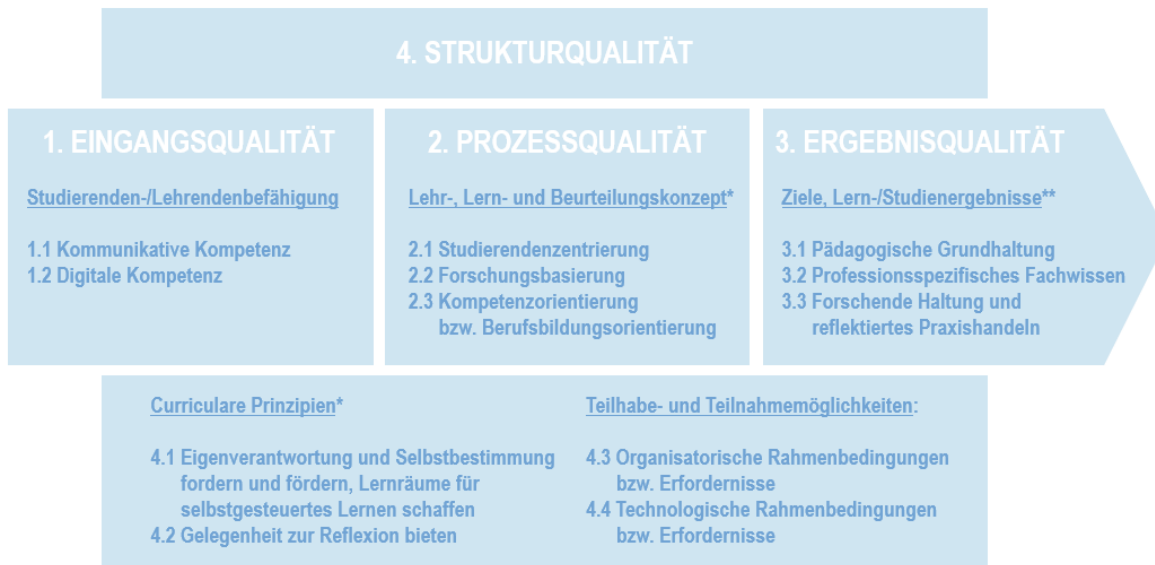 4. STRUKTURQUALITÄT
1. EINGANGSQUALITÄT
Studierenden-/Lehrendenbefähigung
1.1 Kommunikative Kompetenz
1.2 Digitale Kompetenz
2. PROZESSQUALITÄT
Lehr-, Lern- und Beurteilungskonzept*
2.1 Studierendenzentrierung
2.2 Forschungsbasierung
2.3 Kompetenzorientierung
bzw. Berufsbildungsorientierung
3. ERGEBNISQUALITÄT
Ziele, Lern-/Studienergebnisse**
3.1 Pädagogische Grundhaltung
3.2 Professionsspezifisches Fachwissen
3.3 Forschende Haltung und
reflektiertes Praxishandeln
Curriculare Prinzipien*
4.1 Eigenverantwortung und Selbstbestimmung
fordern und fördern, Lernräume für
selbstgesteuertes Lernen schaffen
4.2 Gelegenheit zur Reflexion bieten
Teilhabe- und Teilnahmemöglichkeiten:
4.3 Organisatorische Rahmenbedingungen
bzw. Erfordernisse
4.4 Technologische Rahmenbedingungen
bzw. Erfordernisse